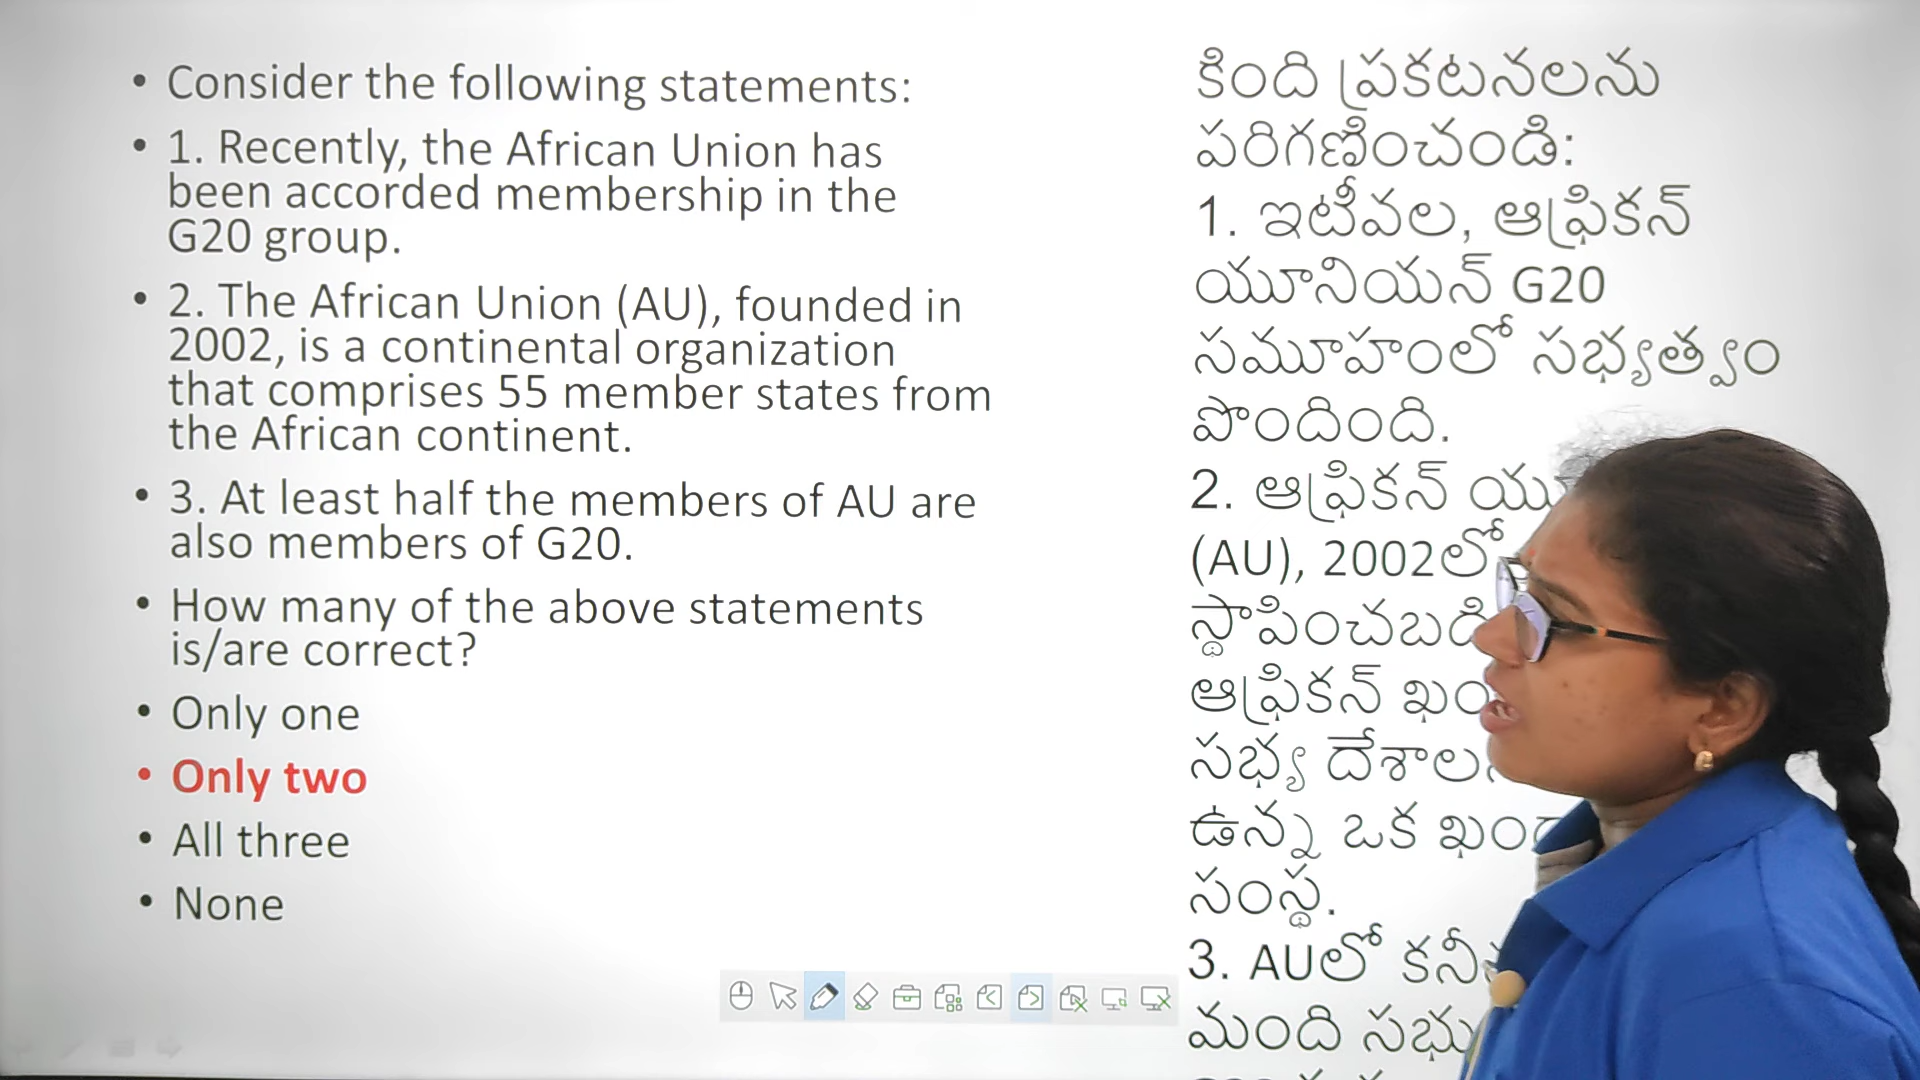 • Consider the following statements:
• 1. Recently, the African Union has
been accorded membership in the
G20 group.
• 2. The African Union (AU), founded in
2002, is a continental organization
that comprises 55 member states from
the African continent.
• 3. At least half the members of AU are
also members of G20.
• How many of the above statements
is/are correct?
• Only one
• Only two
• All three
• None
కింది ప్రకటనలను
పరిగణించండి:
1. ఇటీవల, ఆఫ్రికన్
యూనియన్ G20
సమూహంలో సభ్యత్వం
పొందింది.
2. ఆఫ్రికన్
(AU), 2002లో
ఆఫ్రికన్
సభ్య
ఉన్న ఒక
సంస్థ.
3. AUలో
మంది